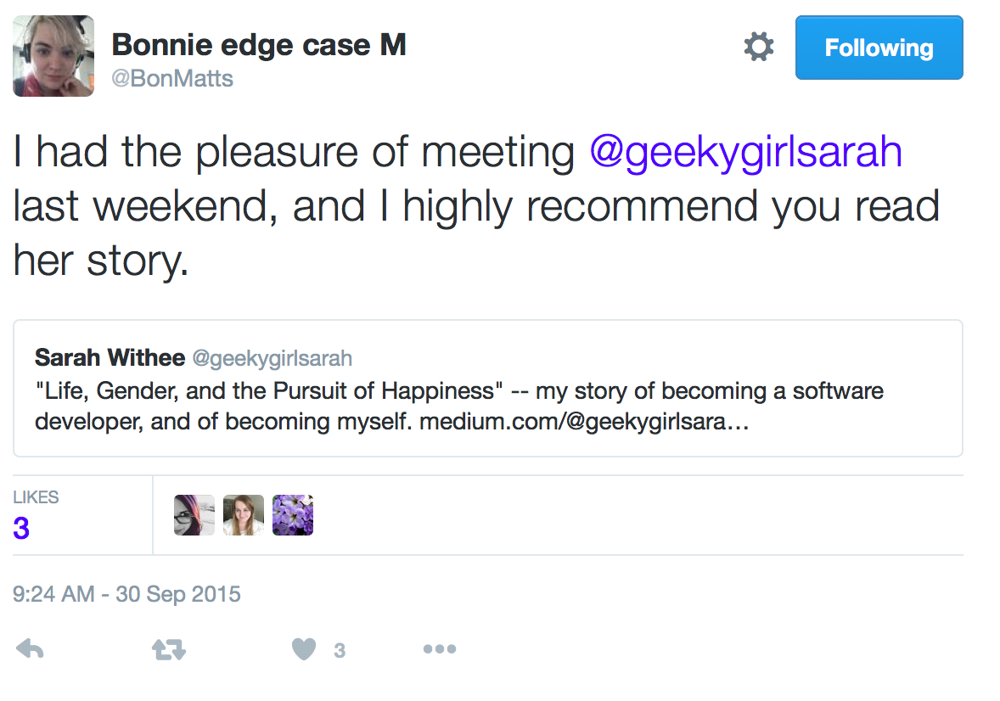 Bonnie edge case M
@BonMatts
Following
I had the pleasure of meeting @geekygirlsarah
last weekend, and I highly recommend you read
her story.
Sarah Withee @geekygirlsarah
"Life, Gender, and the Pursuit of Happiness" -- my story of becoming a software
developer, and of becoming myself. medium.com/@geekygirlsara…
LIKES
3
9:24 AM - 30 Sep 2015
3